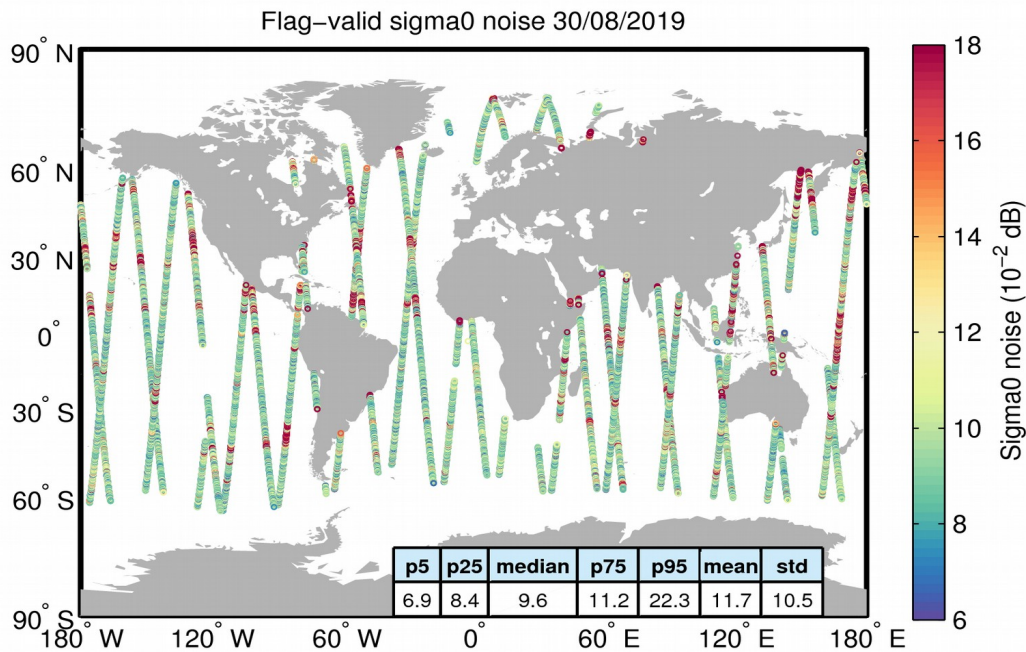 Flag−valid sigma0 noise 30/08/2019
90° N
60° N
30° N
0°
30° S
60° S
90° S
180° W
120° W
60° W
0°
60° E
120° E
180° E
p5 p25 median p75 p95 mean std
6.9 8.4 9.6 11.2 22.3 11.7 10.5
18
16
14
12
10
8
6
Sigma0 noise (10⁻² dB)